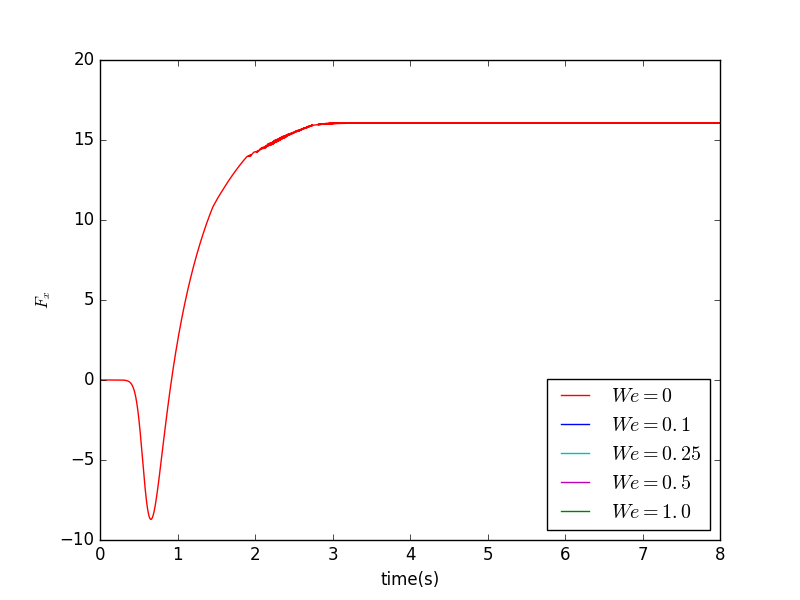 20
15
10
5
0
−5
−10
F_x
0 1 2 3 4 5 6 7 8
time(s)
We = 0
We = 0.1
We = 0.25
We = 0.5
We = 1.0